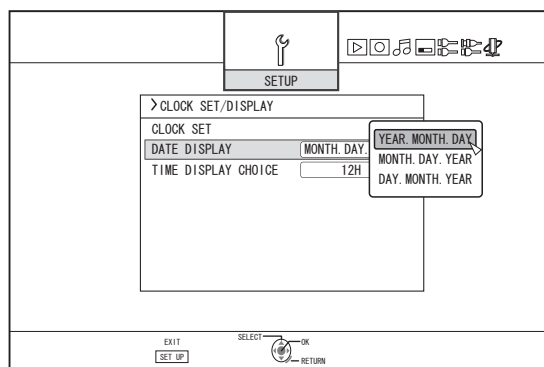 SETUP
>CLOCK SET/DISPLAY
CLOCK SET
DATE DISPLAY MONTH. DAY.
YEAR. MONTH. DAY
MONTH. DAY. YEAR
DAY. MONTH. YEAR
TIME DISPLAY CHOICE 12H
EXIT
SET UP
SELECT
OK
RETURN